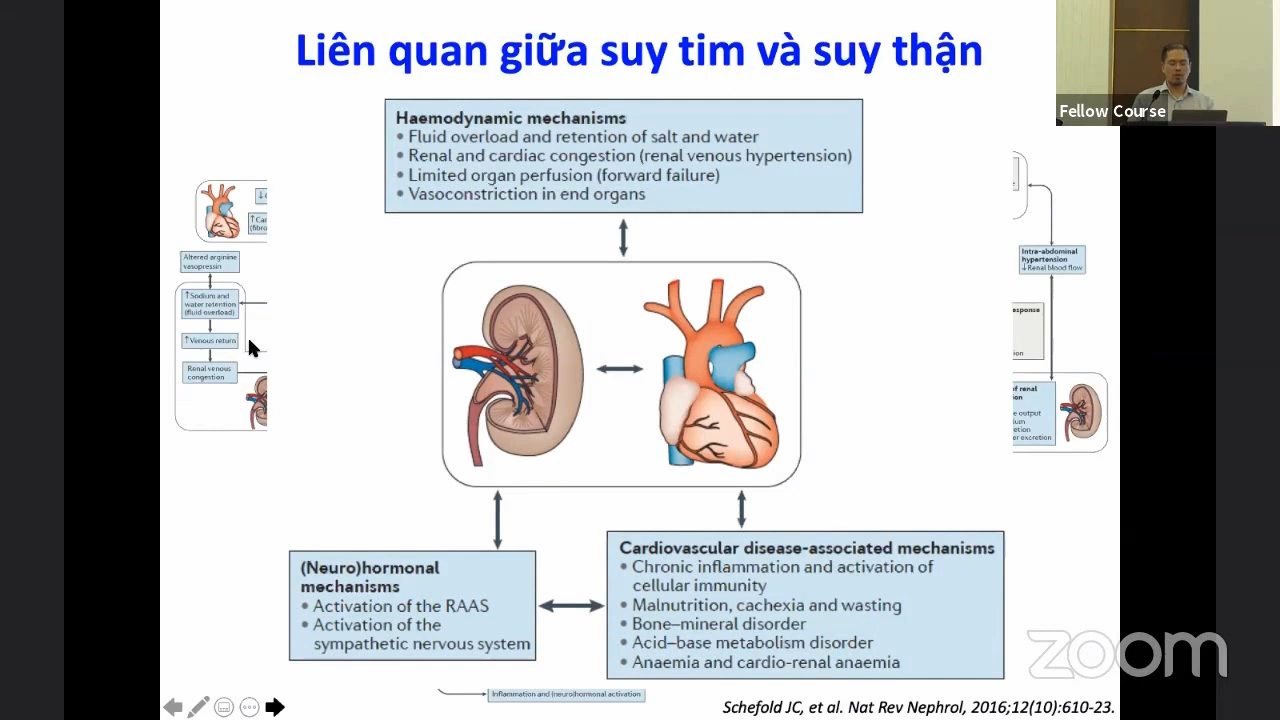 Liên quan giữa suy tim và suy thận
Fellow Course
Haemodynamic mechanisms
• Fluid overload and retention of salt and water
• Renal and cardiac congestion (renal venous hypertension)
• Limited organ perfusion (forward failure)
• Vasoconstriction in end organs
Altered arginine
vasopressin
↑Sodium and
water retention
(fluid overload)
↑Venous return
Renal venous
congestion
Intra-abdominal
hypertension
↓Renal blood flow
(Neuro)hormonal
mechanisms
• Activation of the RAAS
• Activation of the
sympathetic nervous system
Cardiovascular disease-associated mechanisms
• Chronic inflammation and activation of
cellular immunity
• Malnutrition, cachexia and wasting
• Bone–mineral disorder
• Acid–base metabolism disorder
• Anaemia and cardio-renal anaemia
Inflammation and (neuro)hormonal activation
zoom
Schefold JC, et al. Nat Rev Nephrol, 2016;12(10):610-23.